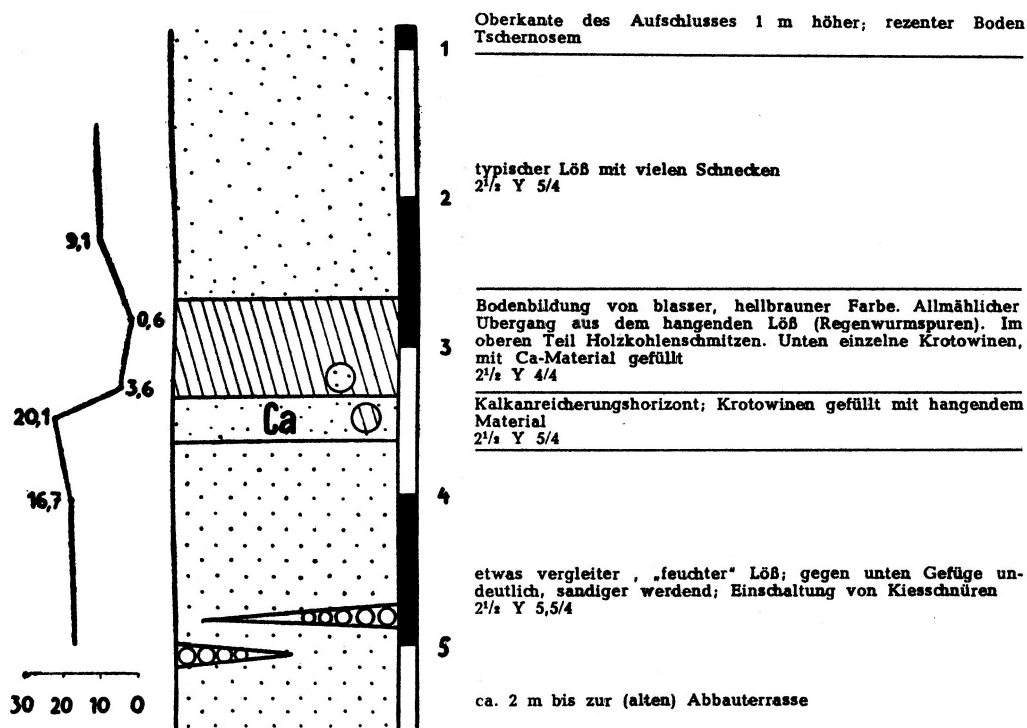 Oberkante des Aufschlusses 1 m höher; rezenter Boden
Tschernosem
1
typischer Löß mit vielen Schnecken
2¹/₂ Y 5/4
2
9,1
Bodenbildung von blasser, hellbrauner Farbe. Allmählicher
Übergang aus dem hangenden Löß (Regenwurmspuren). Im
oberen Teil Holzkohlenschmitzen. Unten einzelne Krotowinen,
mit Ca-Material gefüllt
2¹/₂ Y 4/4
0,6
3
3,6
20,1
Ca
Kalkanreicherungshorizont; Krotowinen gefüllt mit hangendem
Material
2¹/₂ Y 5/4
16,7
4
etwas vergleiter , „feuchter“ Löß; gegen unten Gefüge un-
deutlich, sandiger werdend; Einschaltung von Kiesschnüren
2¹/₂ Y 5,5/4
5
30 20 10 0
ca. 2 m bis zur (alten) Abbauterrasse